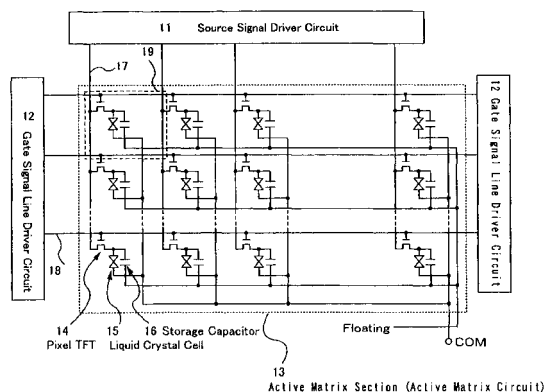 11 Source Signal Driver Circuit
19
17
12 Gate Signal Line Driver Circuit
12 Gate Signal Line Driver Circuit
18
14
Pixel TFT
15
Liquid Crystal Cell
16 Storage Capacitor
Floating
COM
13
Active Matrix Section (Active Matrix Circuit)